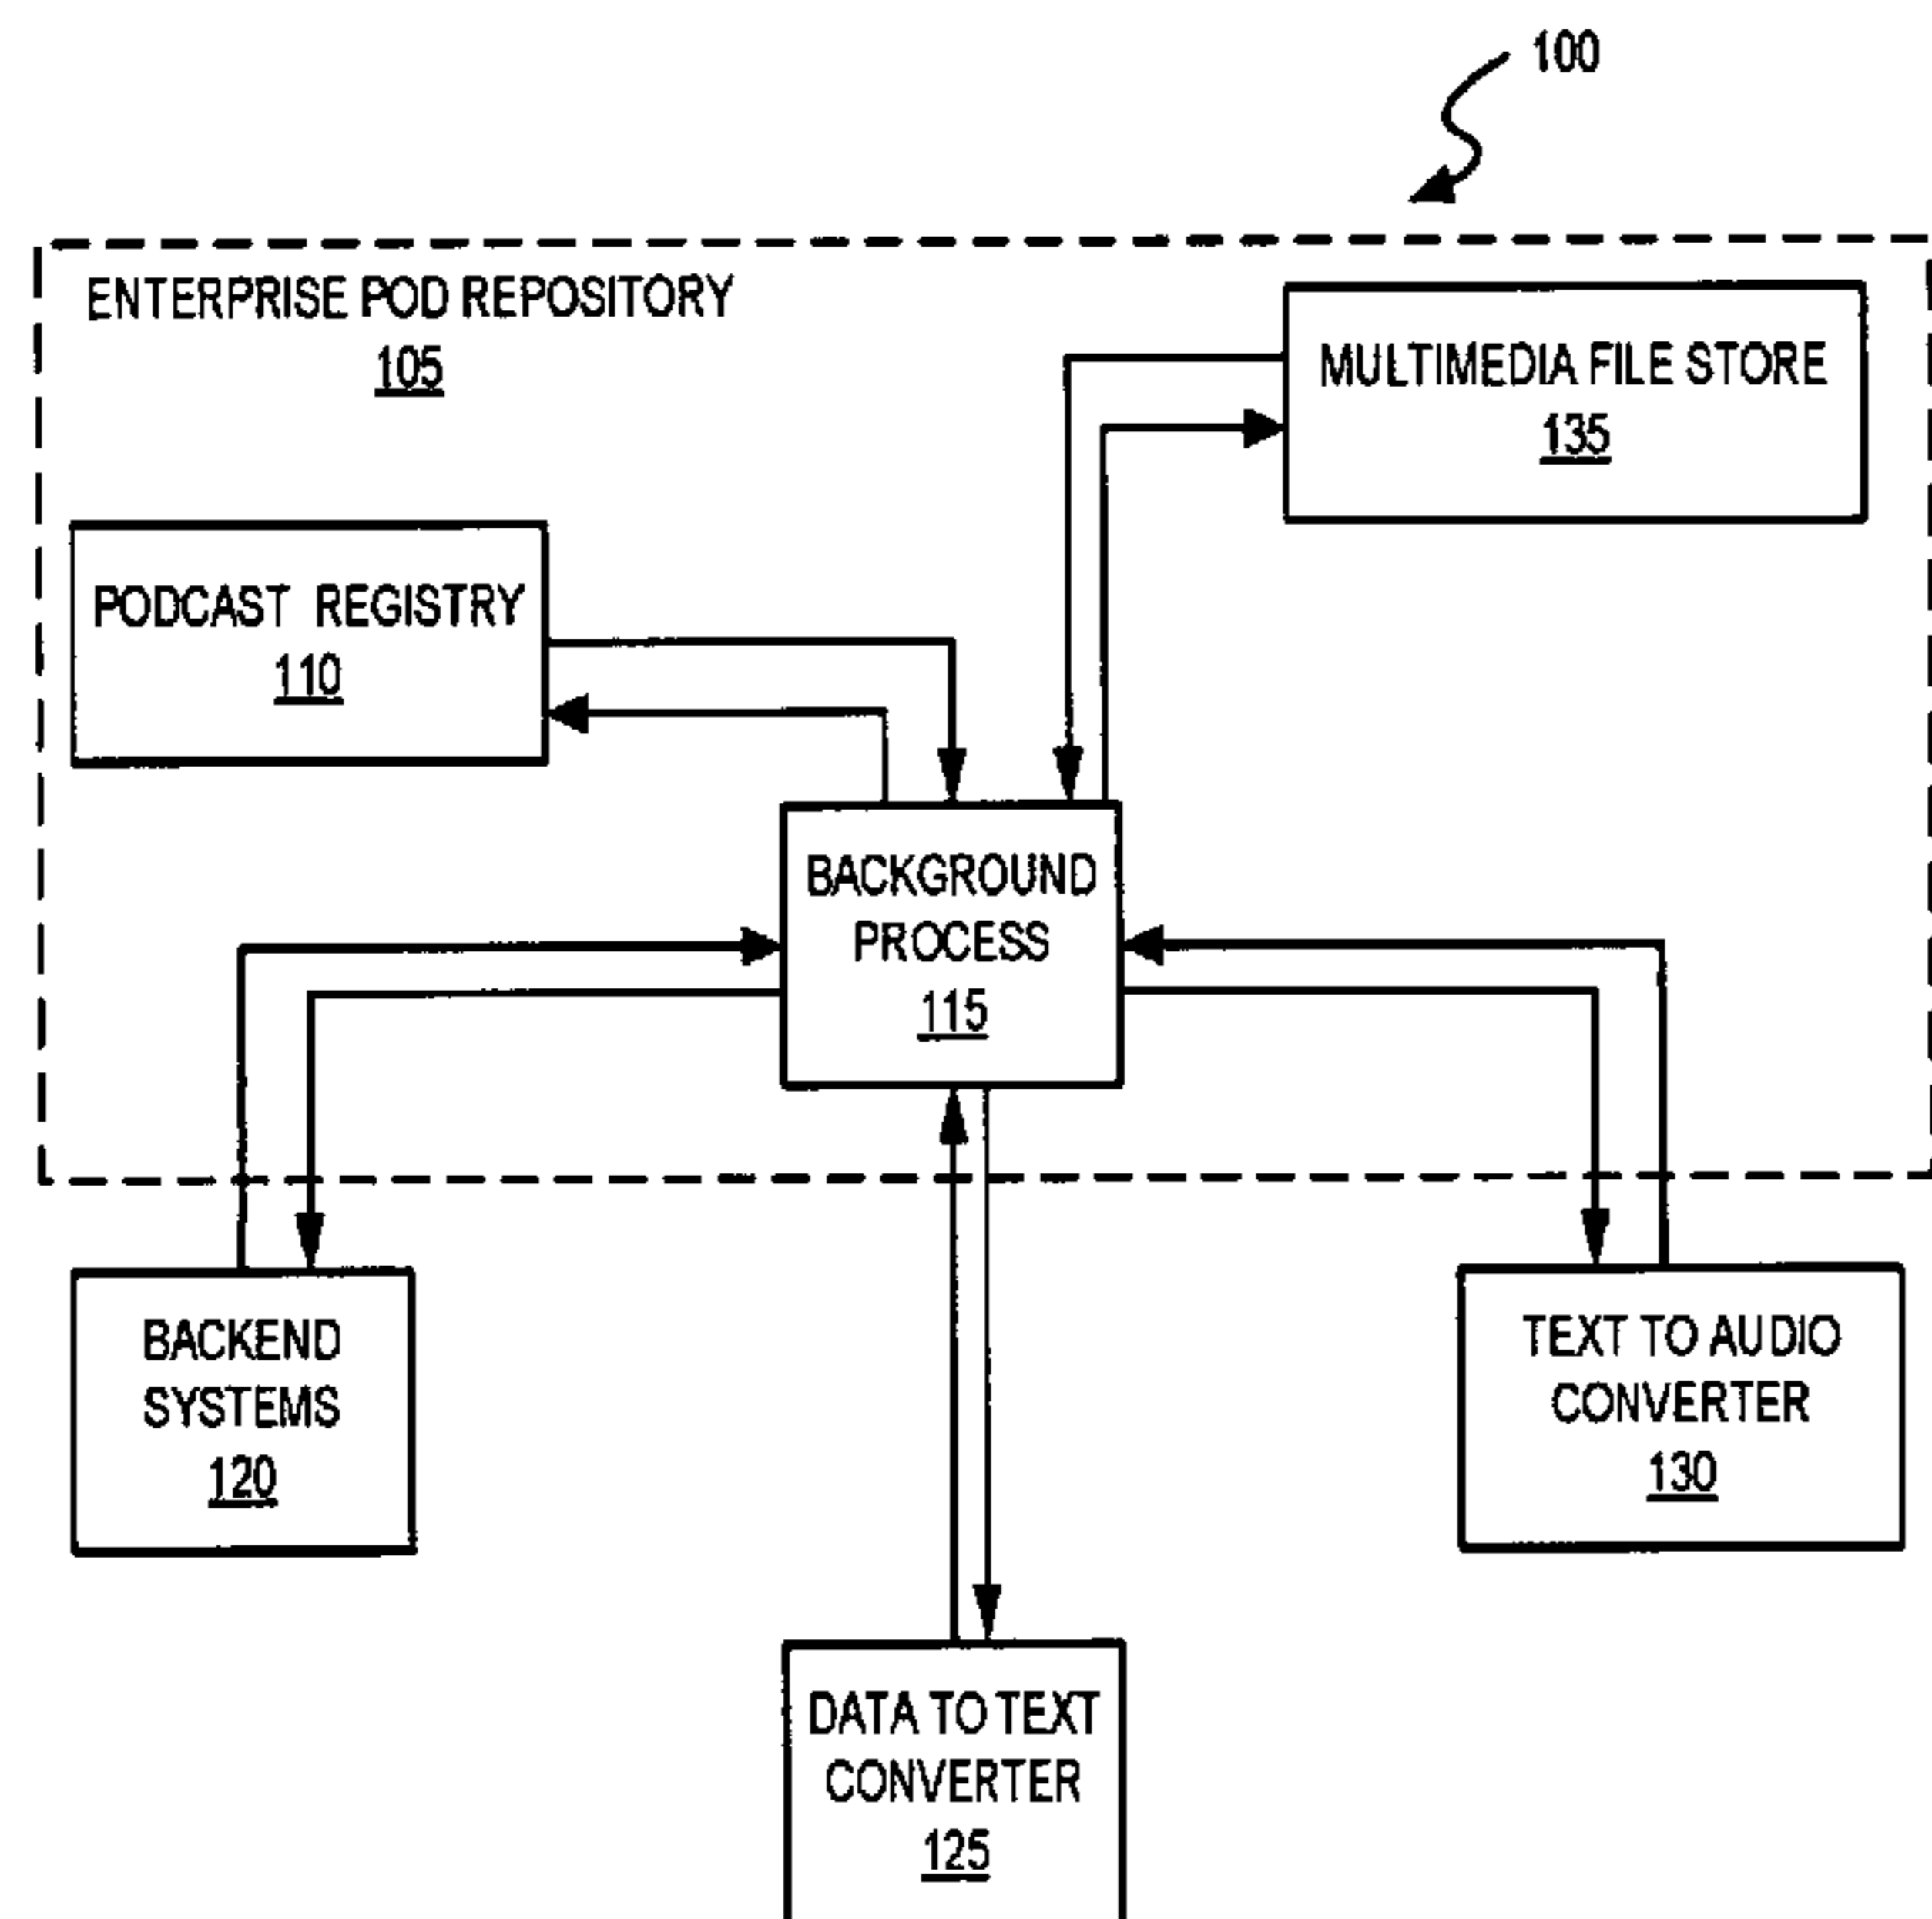 100
ENTERPRISE POD REPOSITORY
105
MULTIMEDIA FILE STORE
135
PODCAST REGISTRY
110
BACKGROUND
PROCESS
115
BACKEND
SYSTEMS
120
TEXT TO AUDIO
CONVERTER
130
DATA TO TEXT
CONVERTER
125